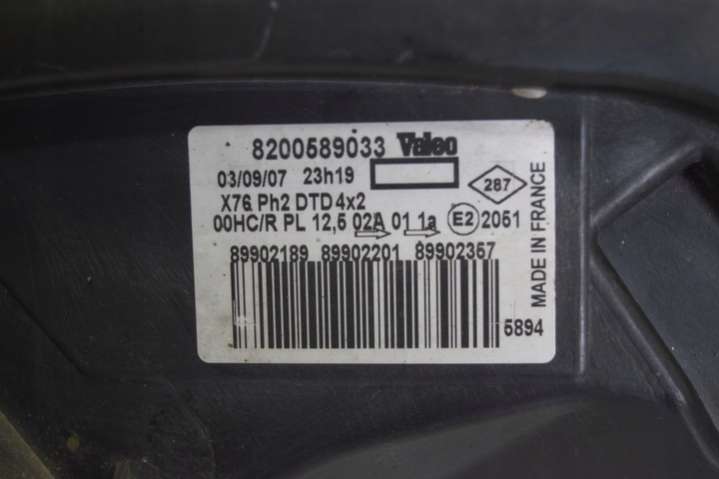 8200589033 Valeo
03/09/07 23h19
287
X76 Ph2 DTD 4x2
00HC/R PL 12,5 02A 01 1a E2 2051
89902189 89902201 89902357
5894
MADE IN FRANCE